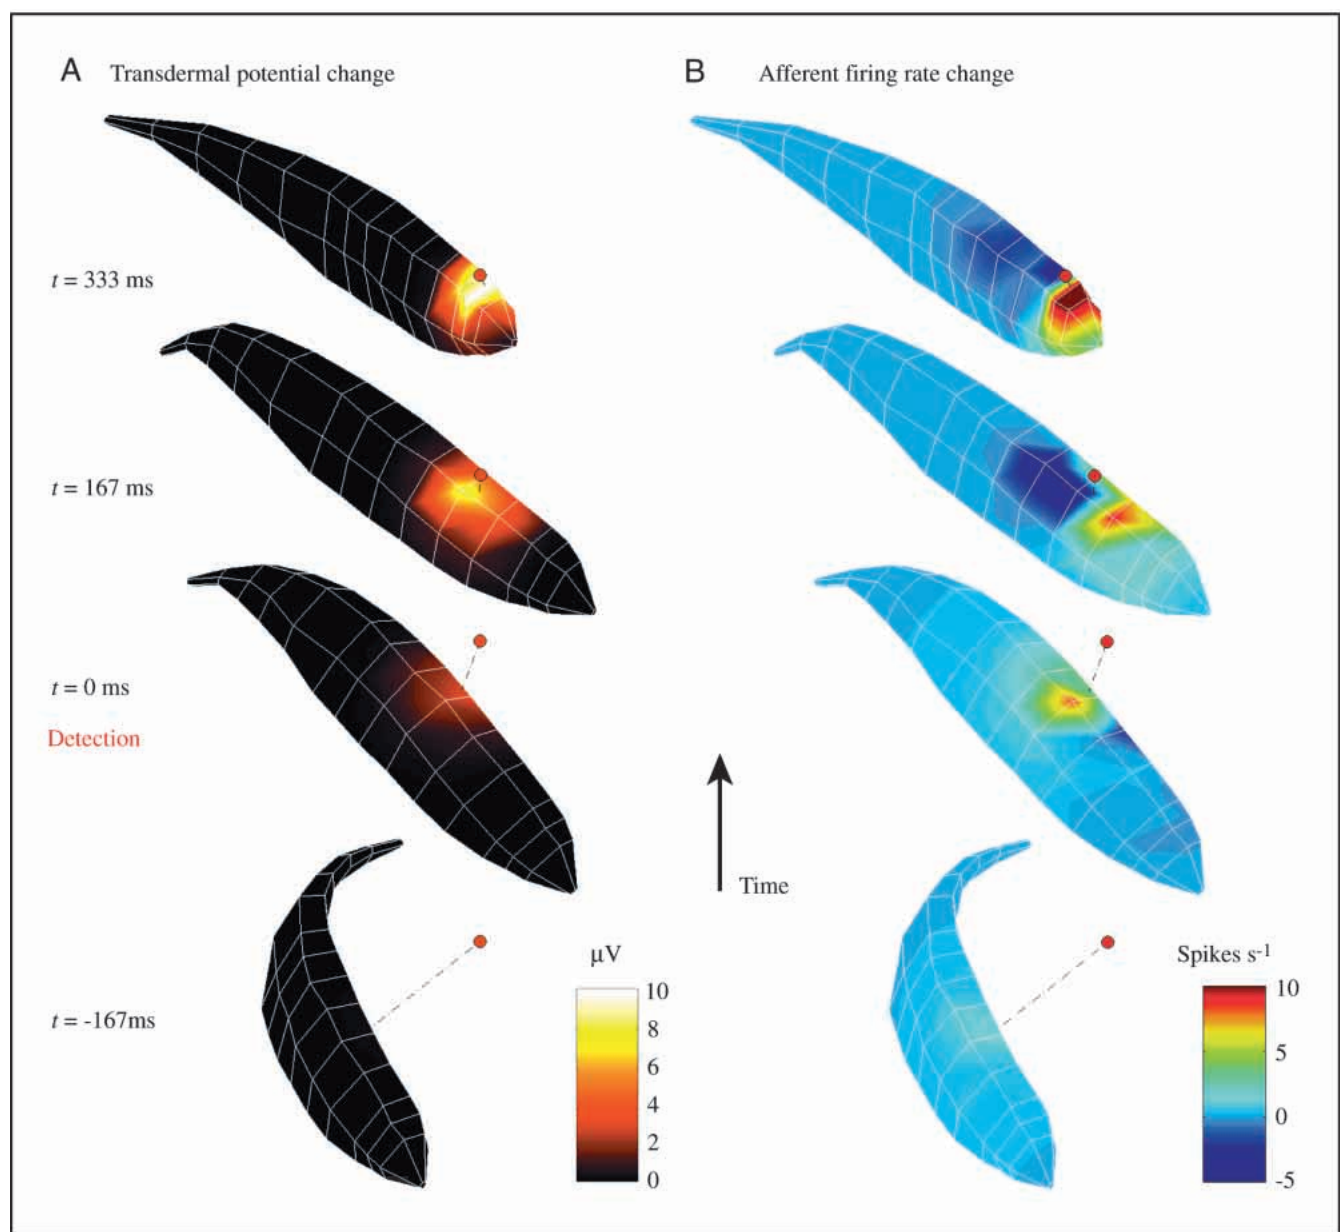 A Transdermal potential change
B Afferent firing rate change
t = 333 ms
t = 167 ms
t = 0 ms
Detection
Time
t = -167ms
µV
10
8
6
4
2
0
Spikes s-1
10
5
0
-5